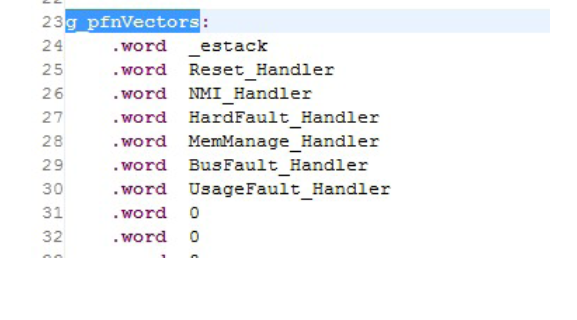 23 g_pfnVectors:
24 .word _estack
25 .word Reset_Handler
26 .word NMI_Handler
27 .word HardFault_Handler
28 .word MemManage_Handler
29 .word BusFault_Handler
30 .word UsageFault_Handler
31 .word 0
32 .word 0